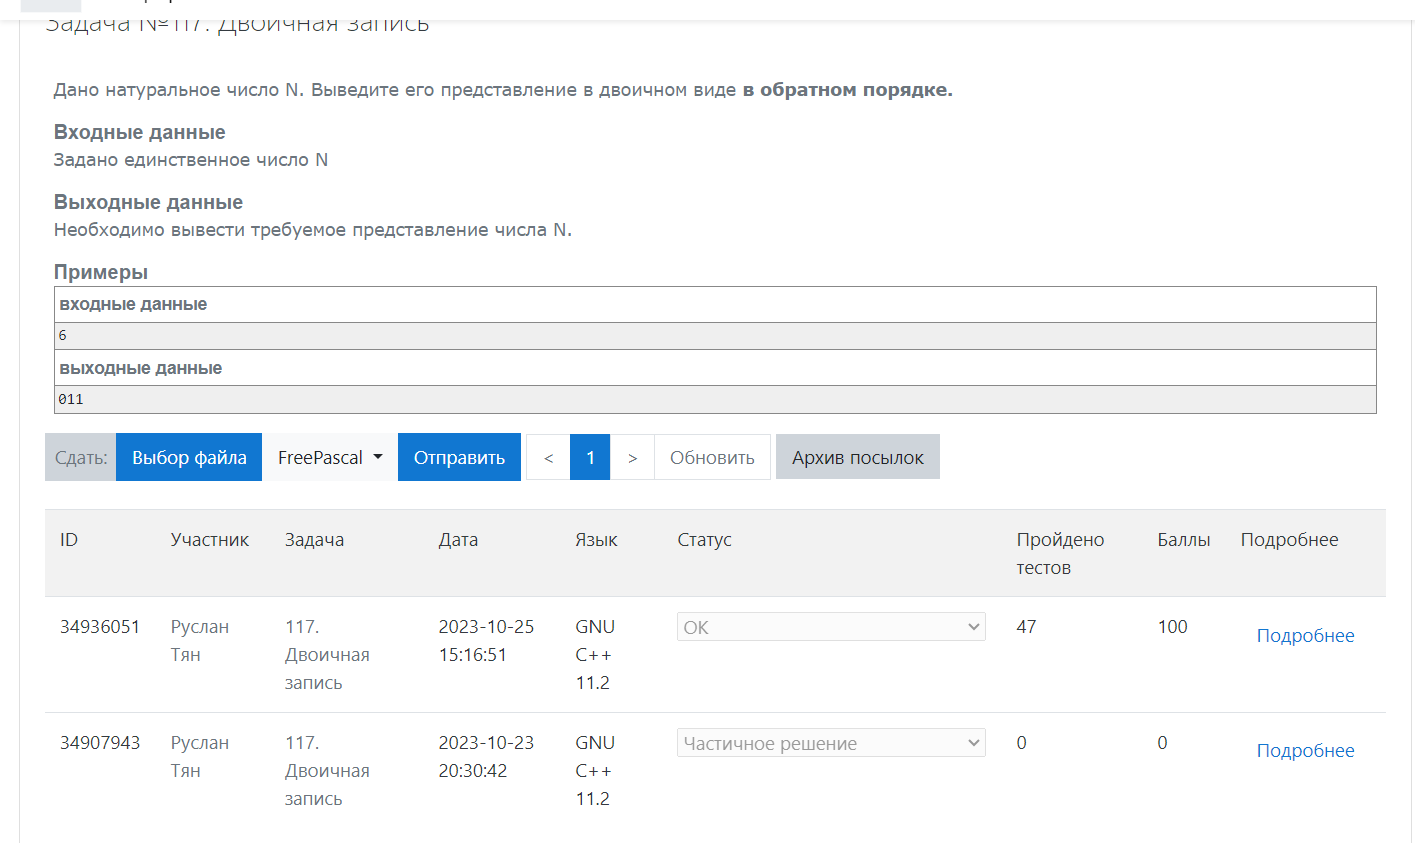 Задача №117. Двоичная запись
Дано натуральное число N. Выведите его представление в двоичном виде в обратном порядке.
Входные данные
Задано единственное число N
Выходные данные
Необходимо вывести требуемое представление числа N.
Примеры
входные данные
6
выходные данные
011
Сдать: Выбор файла FreePascal Отправить < 1 > Обновить Архив посылок
ID Участник Задача Дата Язык Статус Пройдено Баллы Подробнее
тестов
34936051 Руслан 117. 2023-10-25 GNU OK 47 100 Подробнее
Тян Двоичная 15:16:51 C++
запись 11.2
34907943 Руслан 117. 2023-10-23 GNU Частичное решение 0 0 Подробнее
Тян Двоичная 20:30:42 C++
запись 11.2